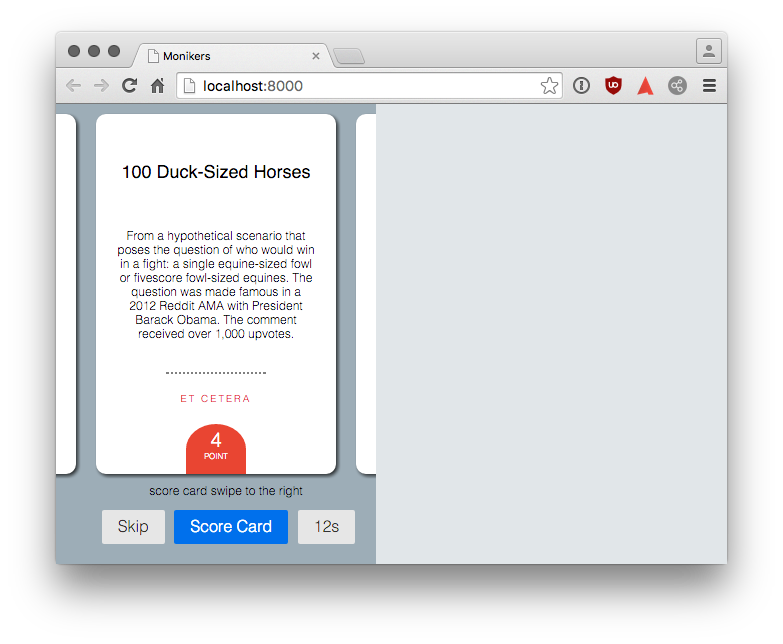 Monikers
localhost:8000
100 Duck-Sized Horses
From a hypothetical scenario that
poses the question of who would win
in a fight: a single equine-sized fowl
or fivescore fowl-sized equines. The
question was made famous in a
2012 Reddit AMA with President
Barack Obama. The comment
received over 1,000 upvotes.
ET CETERA
4
POINT
score card swipe to the right
Skip Score Card 12s